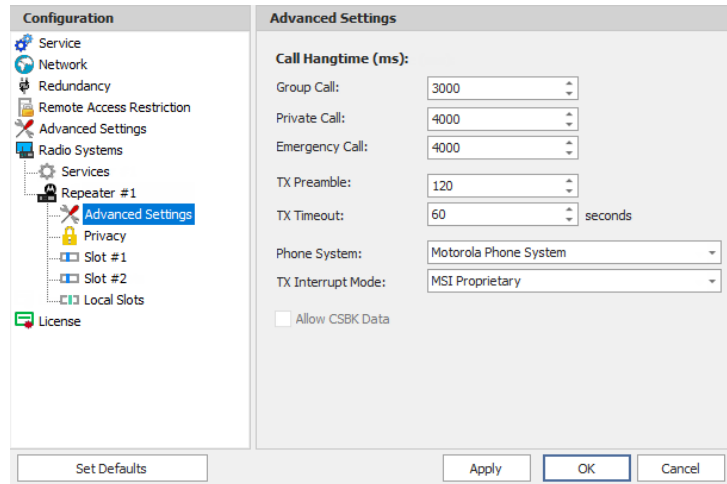 Configuration
Service
Network
Redundancy
Remote Access Restriction
Advanced Settings
Radio Systems
Services
Repeater #1
Advanced Settings
Privacy
Slot #1
Slot #2
Local Slots
License
Advanced Settings
Call Hangtime (ms):
Group Call: 3000
Private Call: 4000
Emergency Call: 4000
TX Preamble: 120
TX Timeout: 60 seconds
Phone System: Motorola Phone System
TX Interrupt Mode: MSI Proprietary
Allow CSBK Data
Set Defaults Apply OK Cancel